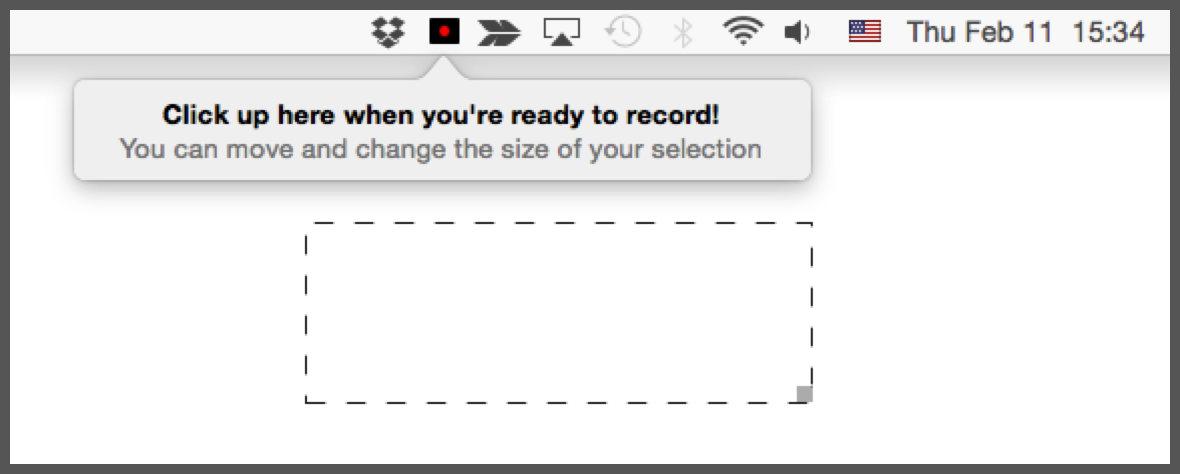 Thu Feb 11 15:34
Click up here when you're ready to record!
You can move and change the size of your selection